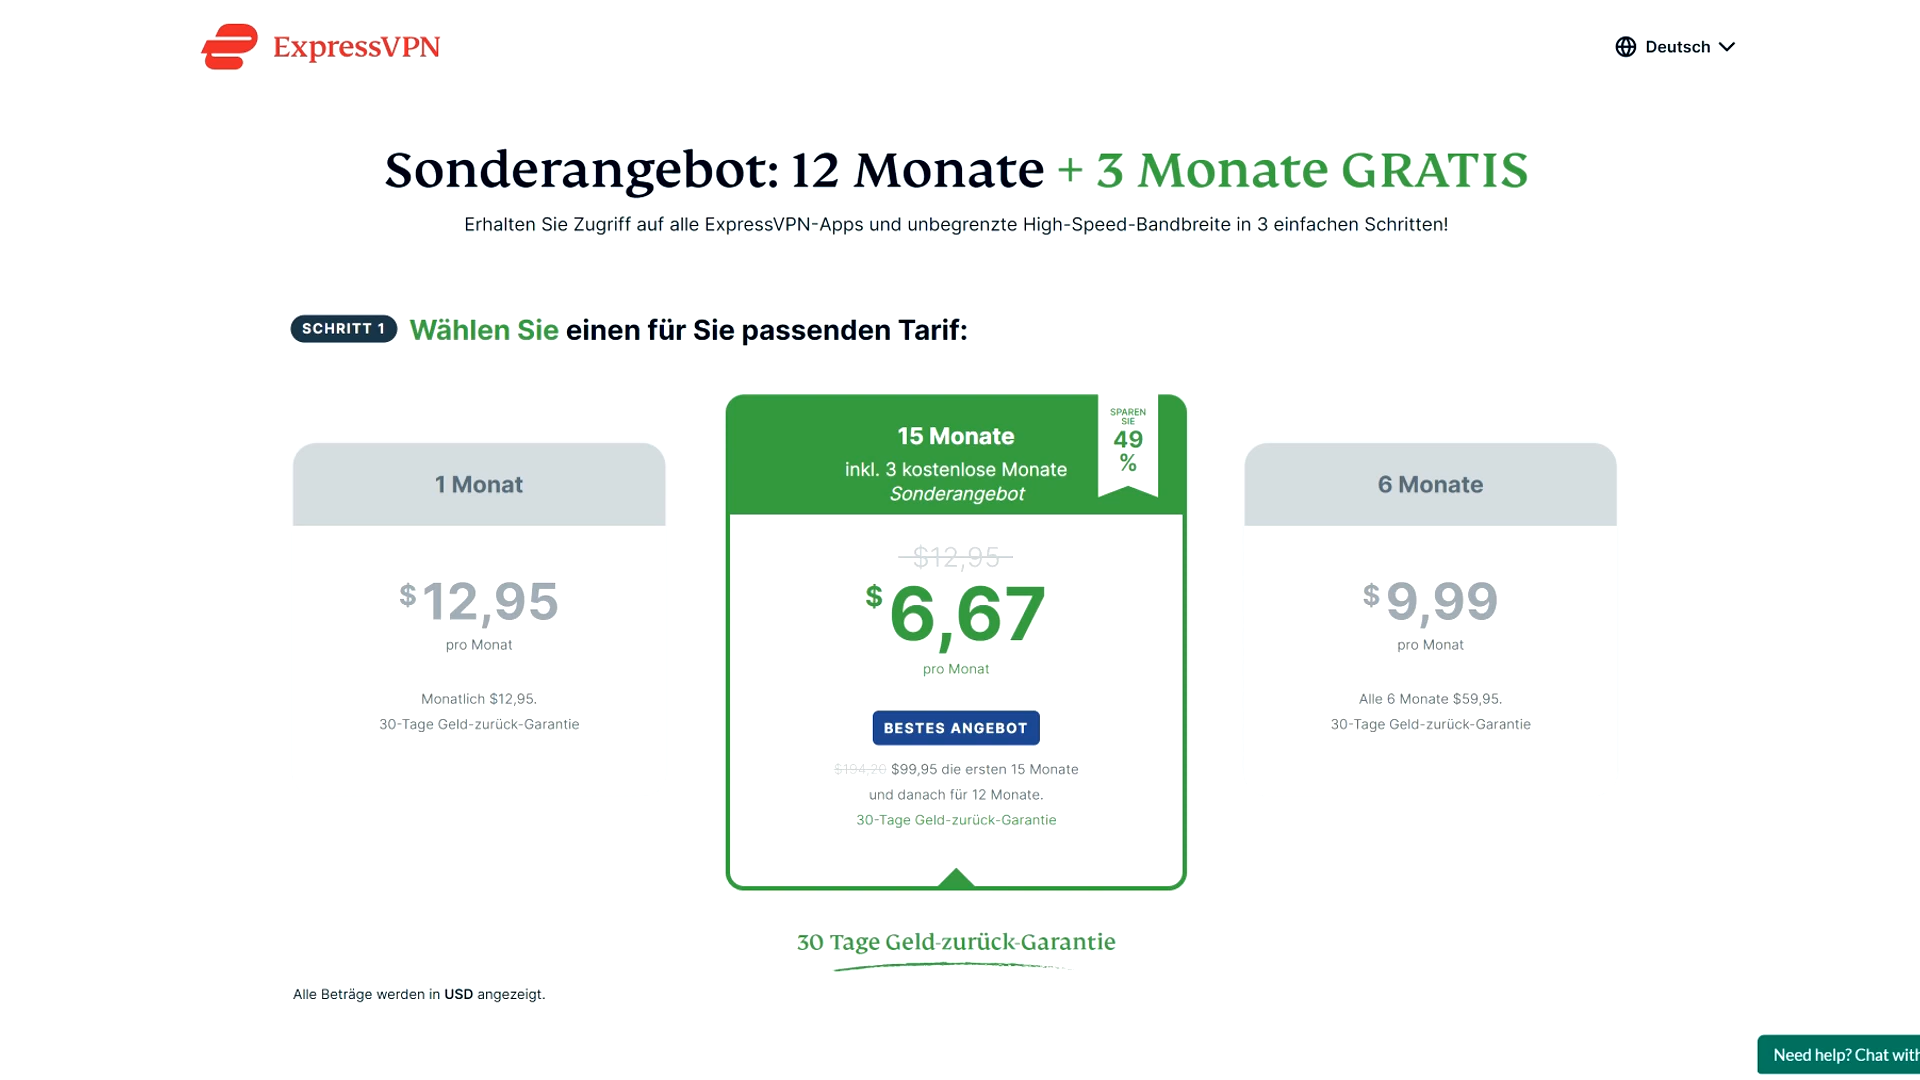 ExpressVPN
Deutsch
Sonderangebot: 12 Monate + 3 Monate GRATIS
Erhalten Sie Zugriff auf alle ExpressVPN-Apps und unbegrenzte High-Speed-Bandbreite in 3 einfachen Schritten!
SCHRITT 1 Wählen Sie einen für Sie passenden Tarif:
1 Monat
$12,95
pro Monat
Monatlich $12,95.
30-Tage Geld-zurück-Garantie
15 Monate
inkl. 3 kostenlose Monate
Sonderangebot
SPAREN
SIE
49
%
$12,95
$6,67
pro Monat
BESTES ANGEBOT
$194,20 $99,95 die ersten 15 Monate
und danach für 12 Monate.
30-Tage Geld-zurück-Garantie
6 Monate
$9,99
pro Monat
Alle 6 Monate $59,95.
30-Tage Geld-zurück-Garantie
30 Tage Geld-zurück-Garantie
Alle Beträge werden in USD angezeigt.
Need help? Chat with